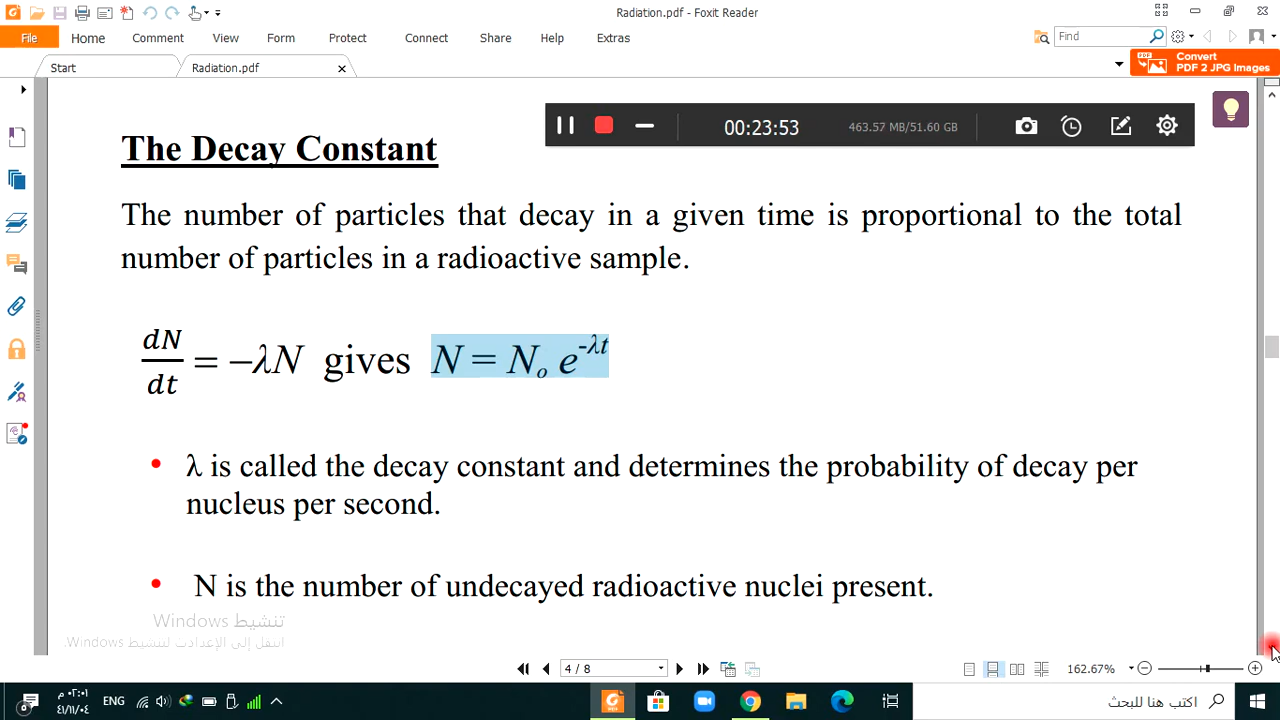 Radiation.pdf - Foxit Reader
File Home Comment View Form Protect Connect Share Help Extras
Find
Start Radiation.pdf
Convert
PDF 2 JPG Images
00:23:53 463.57 MB/51.60 GB
The Decay Constant
The number of particles that decay in a given time is proportional to the total
number of particles in a radioactive sample.
dN/dt = −λN gives N = Nₒ e^-λt
• λ is called the decay constant and determines the probability of decay per
nucleus per second.
• N is the number of undecayed radioactive nuclei present.
تنشيط Windows
انتقل إلى الإعدادات لتنشيط Windows.
4 / 8
162.67%
ENG
اكتب هنا للبحث